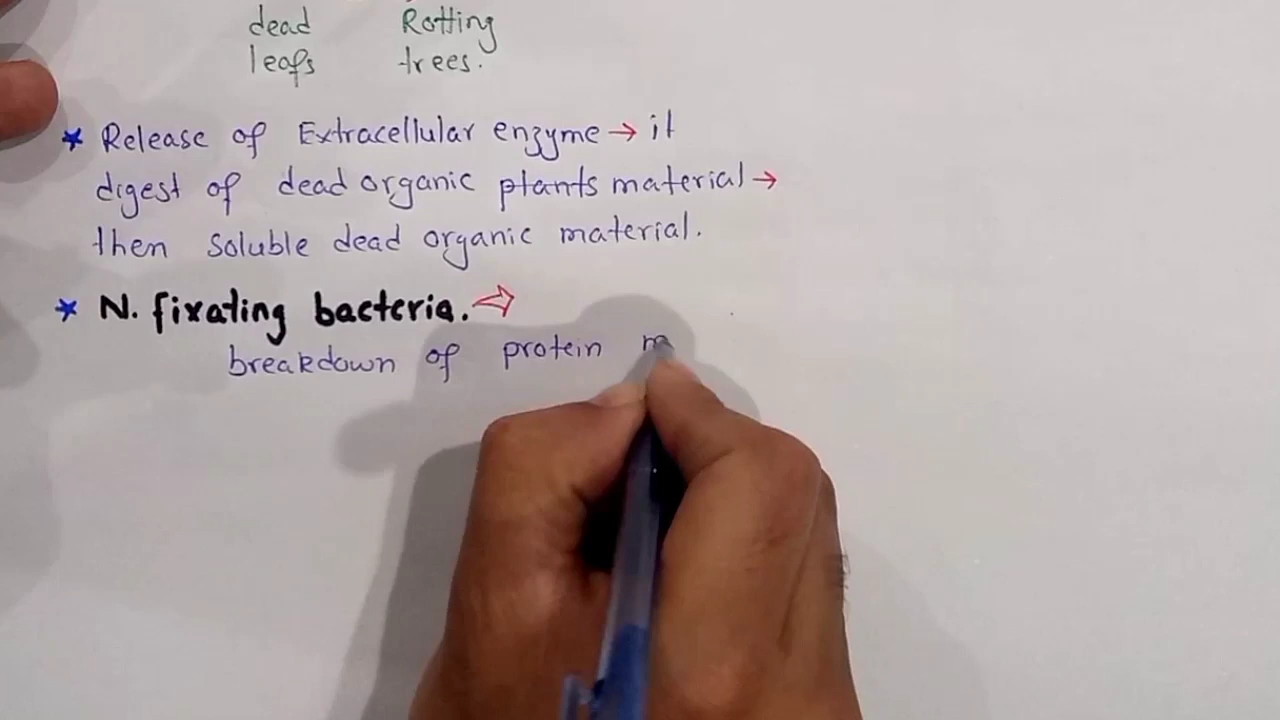 dead Rotting
leafs trees.
* Release of Extracellular enzyme → it
digest of dead organic plants material →
then soluble dead organic material.
* N. fixating bacteria. ⇨
breakdown of protein m